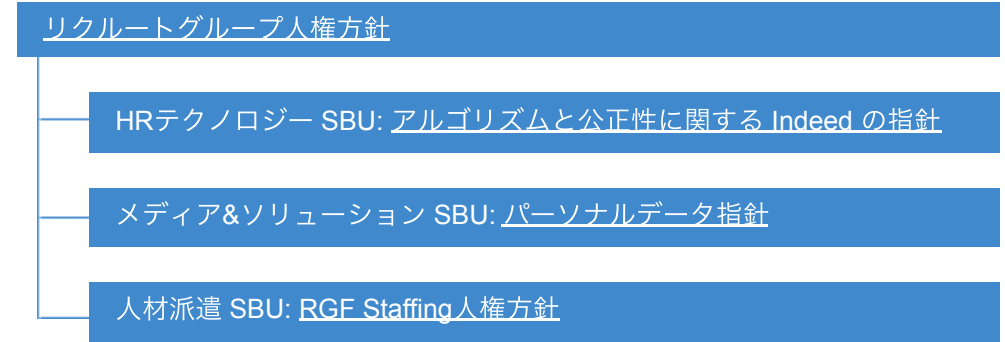 リクルートグループ人権方針
HRテクノロジー SBU: アルゴリズムと公正性に関する Indeed の指針
メディア&ソリューション SBU: パーソナルデータ指針
人材派遣 SBU: RGF Staffing人権方針